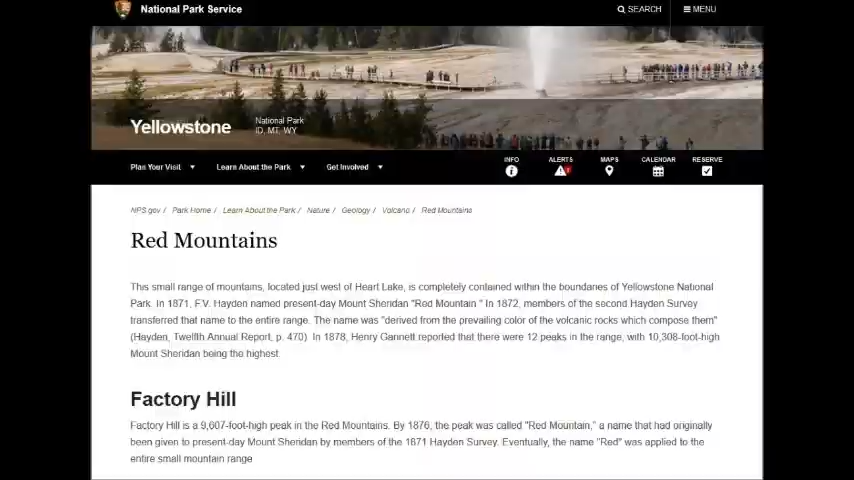 National Park Service
SEARCH
MENU
Yellowstone
National Park
ID, MT, WY
Plan Your Visit
Learn About the Park
Get Involved
INFO
ALERTS
MAPS
CALENDAR
RESERVE
NPS.gov / Park Home / Learn About the Park / Nature / Geology / Volcano / Red Mountains
Red Mountains
This small range of mountains, located just west of Heart Lake, is completely contained within the boundaries of Yellowstone National
Park. In 1871, F.V. Hayden named present-day Mount Sheridan "Red Mountain." In 1872, members of the second Hayden Survey
transferred that name to the entire range. The name was "derived from the prevailing color of the volcanic rocks which compose them"
(Hayden, Twelfth Annual Report, p. 470). In 1878, Henry Gannett reported that there were 12 peaks in the range, with 10,308-foot-high
Mount Sheridan being the highest.
Factory Hill
Factory Hill is a 9,607-foot-high peak in the Red Mountains. By 1876, the peak was called "Red Mountain," a name that had originally
been given to present-day Mount Sheridan by members of the 1871 Hayden Survey. Eventually, the name "Red" was applied to the
entire small mountain range